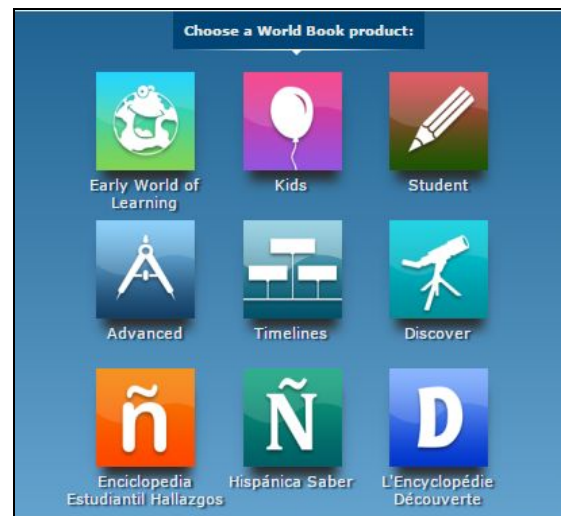 Choose a World Book product:
Early World of
Learning
Kids
Student
Advanced
Timelines
Discover
ñ
Ñ
D
Enciclopedia
Estudiantil Hallazgos
Hispánica Saber
L'Encyclopédie
Découverte